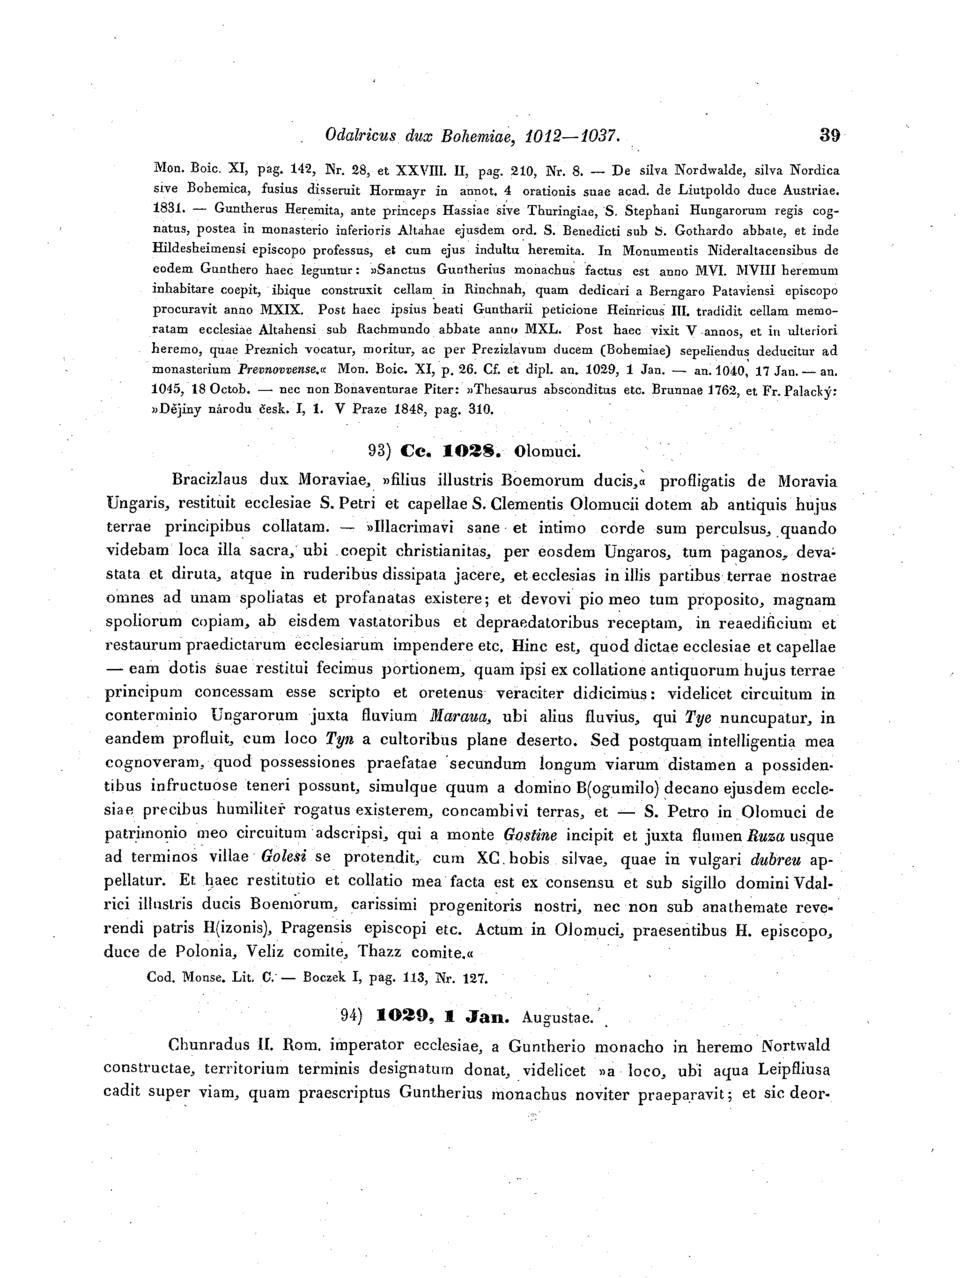 Odalricus dux Bohemiae, 1012—1037. 39
Mon. Boic. XI, pag. 142, Nr. 28, et XXVIII. II, pag. 210, Nr. 8. — De silva Nordwalde, silva Nordica
sive Bohemica, fusius disseruit Hormayr in annot. 4 orationis suae acad. de Liutpoldo duce Austriae.
1831. — Guntherus Heremita, ante princeps Hassiae sive Thuringiae, S. Stephani Hungarorum regis cog-
natus, postea in monasterio inferioris Altahae ejusdem ord. S. Benedicti sub S. Gothardo abbate, et inde
Hildesheimensi episcopo professus, et cum ejus indultu heremita. In Monumentis Nideraltacensibus de
eodem Gunthero haec leguntur: »Sanctus Guntherius monachus factus est anno MVI. MVIII heremum
inhabitare coepit, ibique construxit cellam in Rinchnah, quam dedicari a Berngaro Pataviensi episcopo
procuravit anno MXIX. Post haec ipsius beati Guntharii peticione Heinricus III. tradidit cellam memo-
ratam ecclesiae Altahensi sub Rachmundo abbate anno MXL. Post haec vixit V annos, et in ulteriori
heremo, quae Preznich vocatur, moritur, ac per Prezizlavum ducem (Bohemiae) sepeliendus deducitur ad
monasterium Prevnovvense.« Mon. Boic. XI, p. 26. Cf. et dipl. an. 1029, 1 Jan. — an. 1040, 17 Jan. — an.
1045, 18 Octob. — nec non Bonaventurae Piter: »Thesaurus absconditus etc. Brunnae 1762, et Fr. Palacký:
»Dějiny národu česk. I, 1. V Praze 1848, pag. 310.
93) Cc. 1028. Olomuci.
Bracizlaus dux Moraviae, »filius illustris Boemorum ducis,« profligatis de Moravia
Ungaris, restituit ecclesiae S. Petri et capellae S. Clementis Olomucii dotem ab antiquis hujus
terrae principibus collatam. — »Illacrimavi sane et intimo corde sum perculsus, quando
videbam loca illa sacra, ubi coepit christianitas, per eosdem Ungaros, tum paganos, deva-
stata et diruta, atque in ruderibus dissipata jacere, et ecclesias in illis partibus terrae nostrae
omnes ad unam spoliatas et profanatas existere; et devovi pio meo tum proposito, magnam
spoliorum copiam, ab eisdem vastatoribus et depraedatoribus receptam, in reaedificium et
restaurum praedictarum ecclesiarum impendere etc. Hinc est, quod dictae ecclesiae et capellae
— eam dotis suae restitui fecimus portionem, quam ipsi ex collatione antiquorum hujus terrae
principum concessam esse scripto et oretenus veraciter didicimus: videlicet circuitum in
conterminio Ungarorum juxta fluvium Maraua, ubi alius fluvius, qui Tye nuncupatur, in
eandem profluit, cum loco Tyn a cultoribus plane deserto. Sed postquam intelligentia mea
cognoveram, quod possessiones praefatae secundum longum viarum distamen a possiden-
tibus infructuose teneri possunt, simulque quum a domino B(ogumilo) decano ejusdem eccle-
siae precibus humiliter rogatus existerem, concambivi terras, et — S. Petro in Olomuci de
patrimonio meo circuitum adscripsi, qui a monte Gostine incipit et juxta flumen Ruza usque
ad terminos villae Golesi se protendit, cum XC. bobis silvae, quae in vulgari dubreu ap-
pellatur. Et haec restitutio et collatio mea facta est ex consensu et sub sigillo domini Vdal-
rici illustris ducis Boemorum, carissimi progenitoris nostri, nec non sub anathemate reve-
rendi patris H(izonis), Pragensis episcopi etc. Actum in Olomuci, praesentibus H. episcopo,
duce de Polonia, Veliz comite, Thazz comite.«
Cod. Monse. Lit. C. — Boczek I, pag. 113, Nr. 127.
94) 1029, 1 Jan. Augustae.
Chunradus II. Rom. imperator ecclesiae, a Guntherio monacho in heremo Nortwald
constructae, territorium terminis designatum donat, videlicet »a loco, ubi aqua Leipfliusa
cadit super viam, quam praescriptus Guntherius monachus noviter praeparavit; et sic deor-